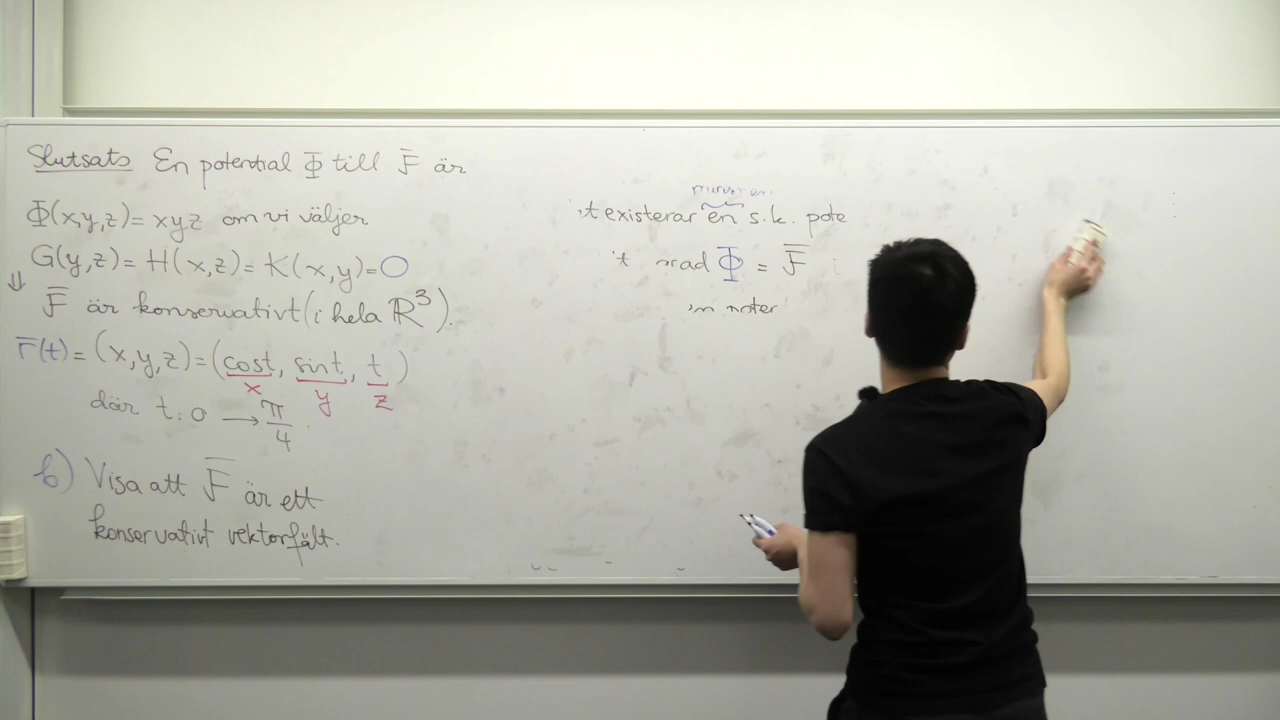 Slutsats En potential Φ till F̄ är
Φ(x,y,z) = xyz om vi väljer
G(y,z) = H(x,z) = K(x,y) = 0
⇓ F̄ är konservativt (i hela ℝ³).
r̄(t) = (x,y,z) = (cost, sint, t)
x y z
där t: 0 → π/4.
b) Visa att F̄ är ett
konservativt vektorfält.
t existerar en s.k. pote
t rad Φ = F̄